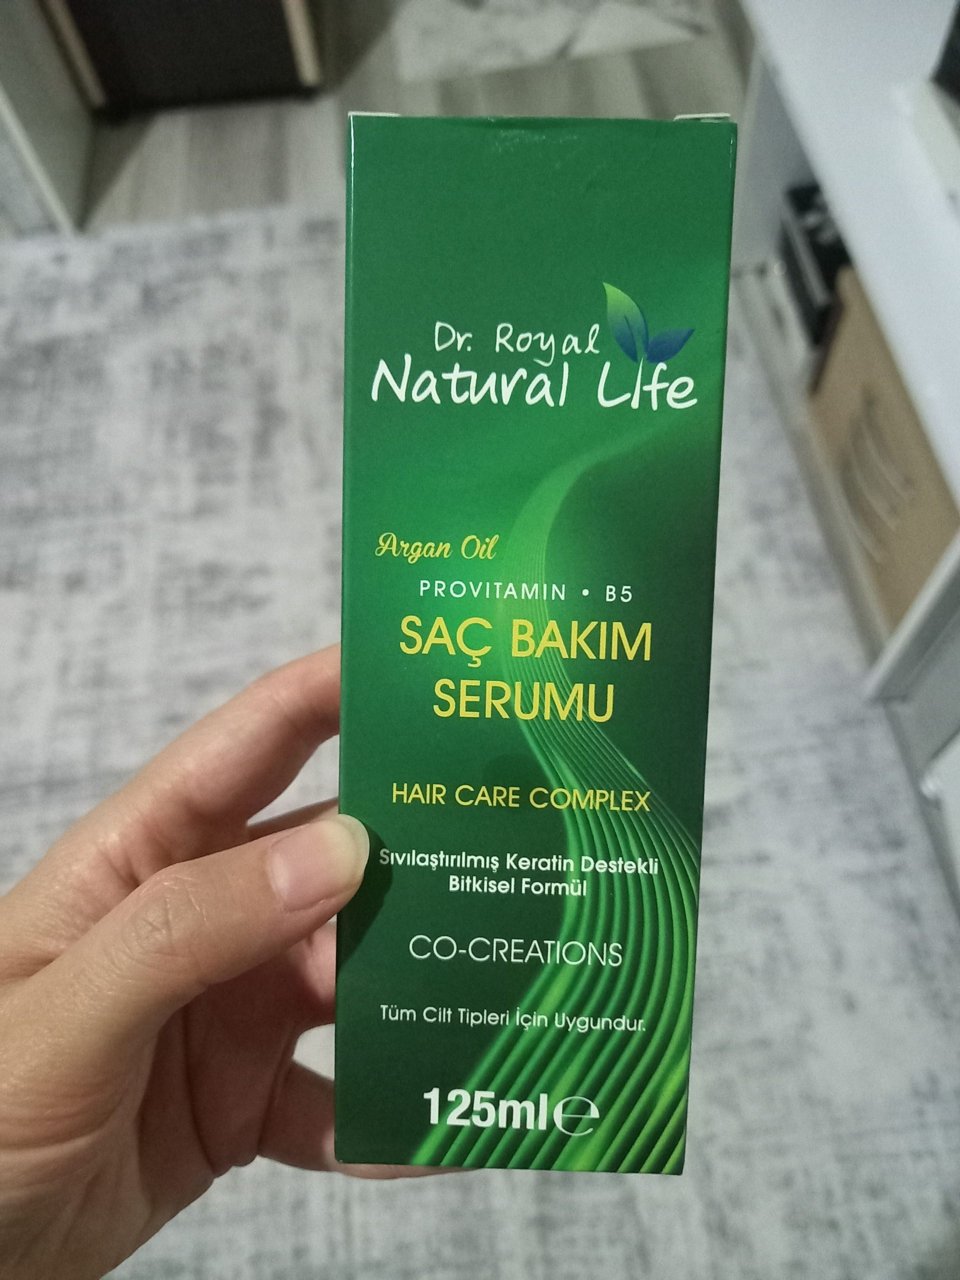 Dr. Royal
Natural Life
Argan Oil
PROVITAMIN • B5
SAÇ BAKIM
SERUMU
HAIR CARE COMPLEX
Sıvılaştırılmış Keratin Destekli
Bitkisel Formül
CO-CREATIONS
Tüm Cilt Tipleri İçin Uygundur.
125ml℮